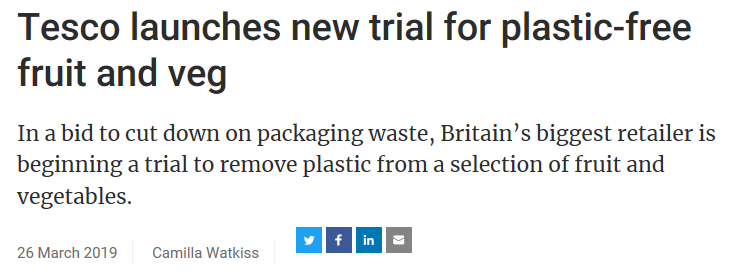 Tesco launches new trial for plastic-free
fruit and veg
In a bid to cut down on packaging waste, Britain’s biggest retailer is
beginning a trial to remove plastic from a selection of fruit and
vegetables.
26 March 2019 Camilla Watkiss